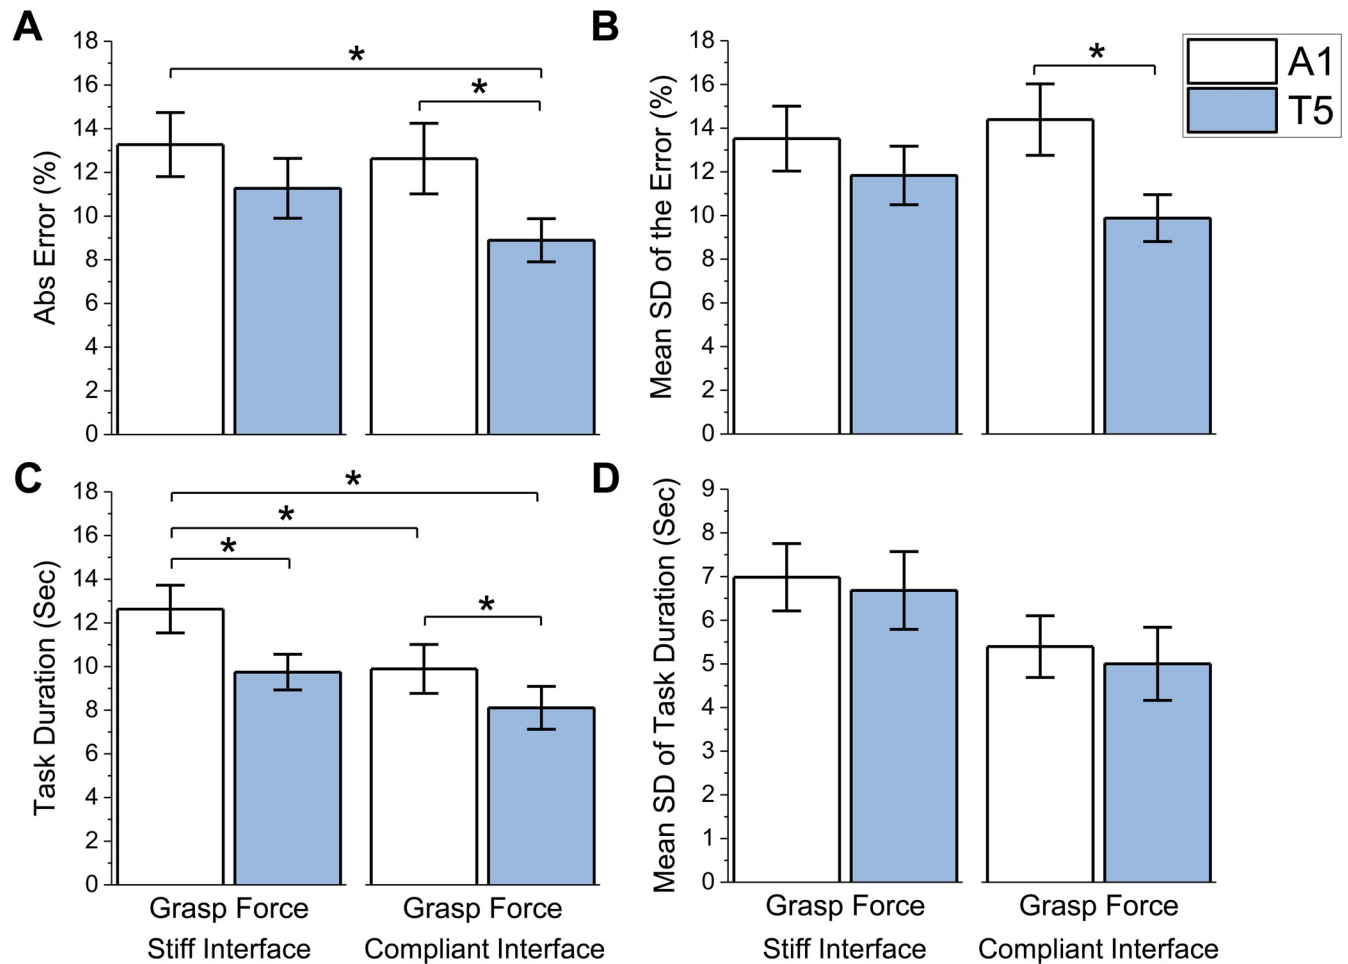 A
18
16
14
12
10
8
6
4
2
0
Abs Error (%)
*
*
B
18
16
14
12
10
8
6
4
2
0
Mean SD of the Error (%)
*
A1
T5
C
18
16
14
12
10
8
6
4
2
0
Task Duration (Sec)
*
*
*
*
Grasp Force
Stiff Interface
Grasp Force
Compliant Interface
D
9
8
7
6
5
4
3
2
1
0
Mean SD of Task Duration (Sec)
Grasp Force
Stiff Interface
Grasp Force
Compliant Interface